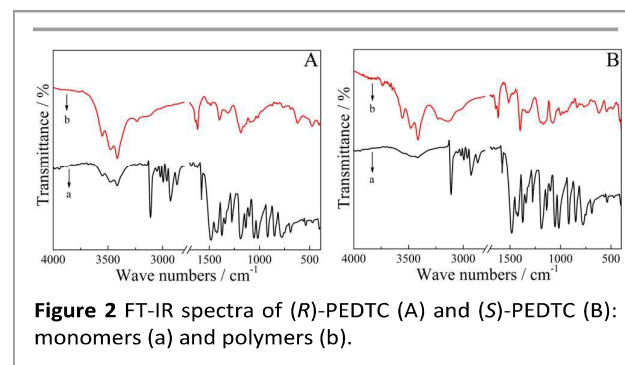 A
B
Transmittance / %
Transmittance / %
b
b
a
a
4000 3500 3000 1500 1000 500
4000 3500 3000 1500 1000 500
Wave numbers / cm-1
Wave numbers / cm-1
Figure 2 FT-IR spectra of (R)-PEDTC (A) and (S)-PEDTC (B):
monomers (a) and polymers (b).